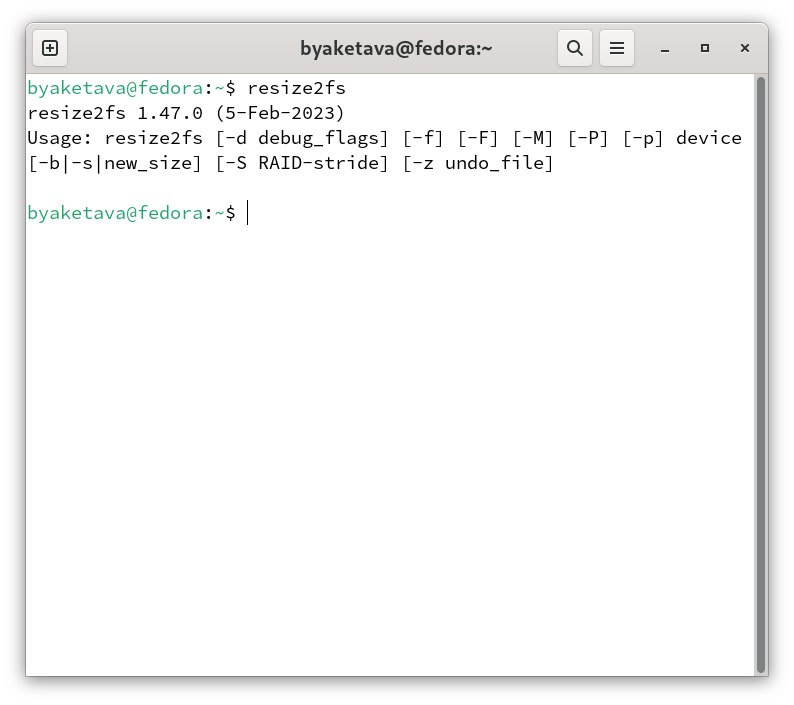 byaketava@fedora:~
byaketava@fedora:~$ resize2fs
resize2fs 1.47.0 (5-Feb-2023)
Usage: resize2fs [-d debug_flags] [-f] [-F] [-M] [-P] [-p] device
[-b|-s|new_size] [-S RAID-stride] [-z undo_file]
byaketava@fedora:~$